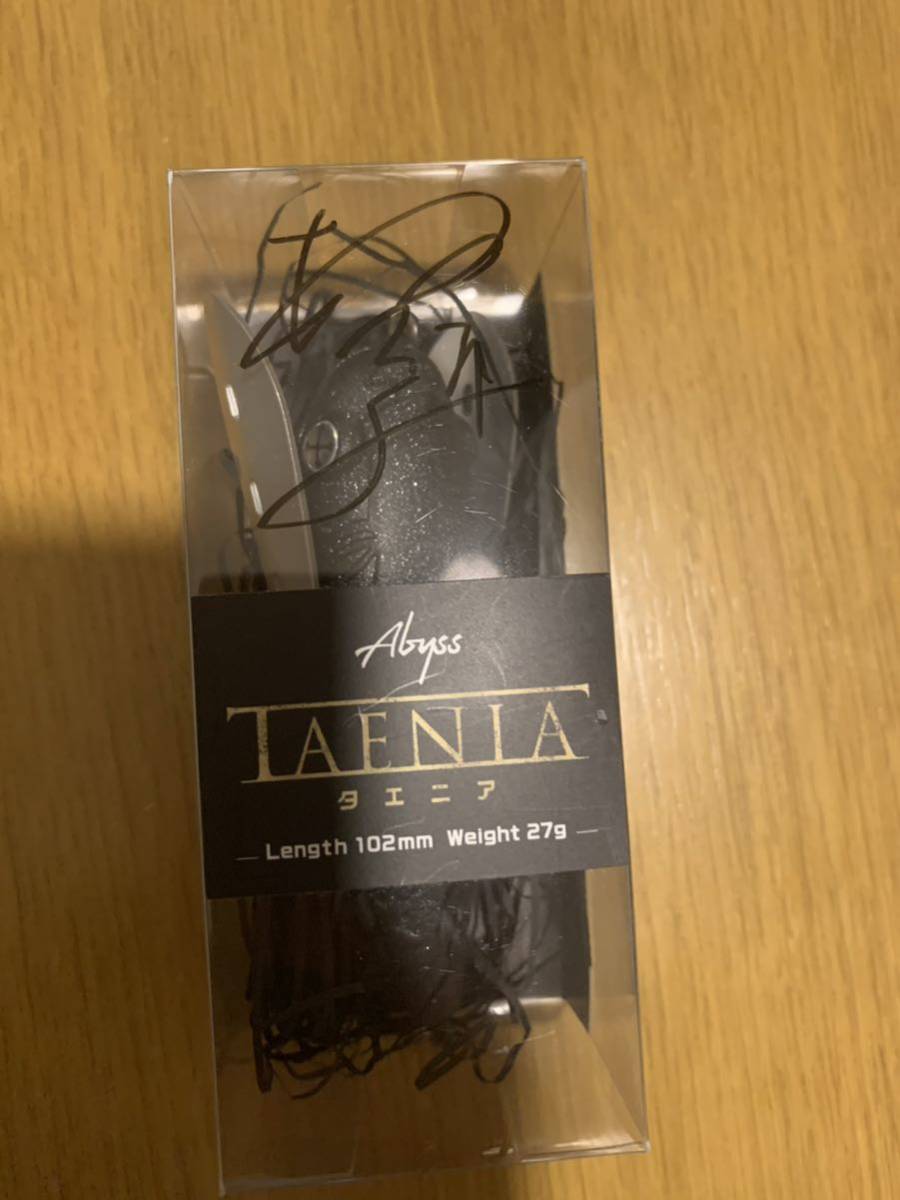 Abyss
TAENIA
タエニア
Length 102mm Weight 27g